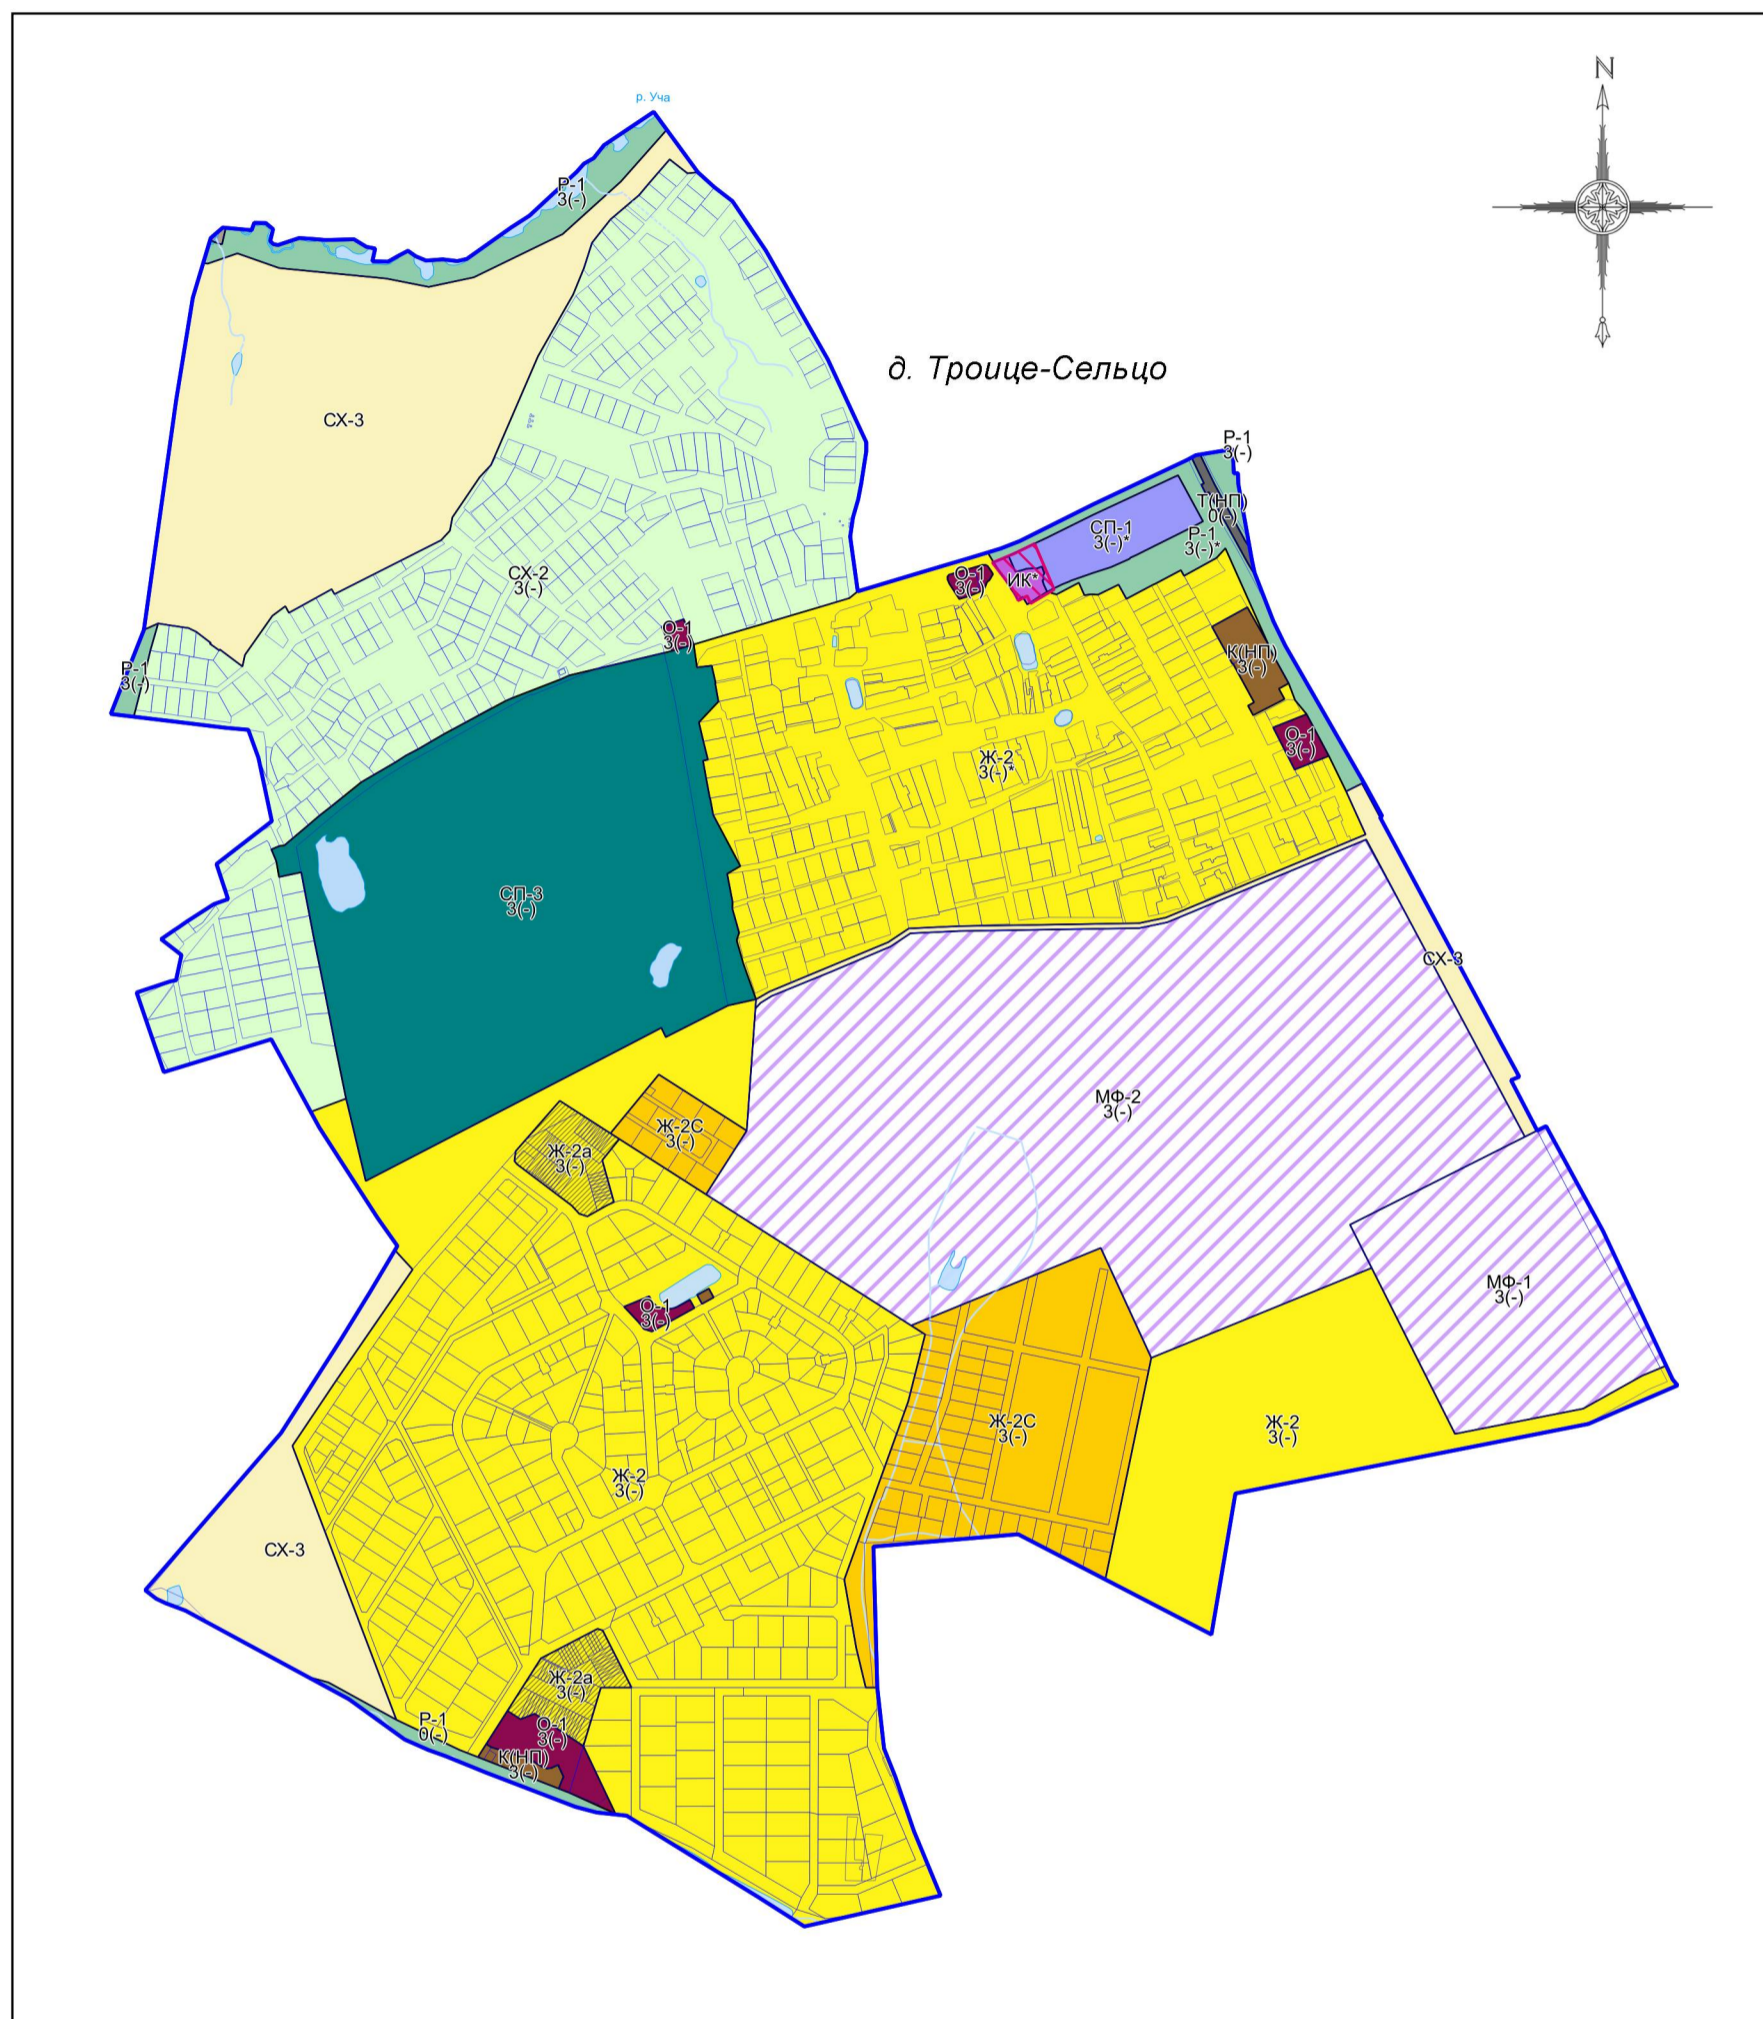 N
р. Уча
Р-1
3(-)
д. Троице-Сельцо
СХ-3
Р-1
3(-)
Т(НП)
0(-)
СП-1
3(-)*
Р-1
3(-)*
СХ-2
3(-)
О-1
3(-)
ИК*
О-1
3(-)
К(НП)
3(-)
Р-1
3(-)
О-1
3(-)
Ж-2
3(-)*
СП-3
3(-)
СХ-3
МФ-2
3(-)
Ж-2С
3(-)
Ж-2а
3(-)
МФ-1
3(-)
О-1
3(-)
Ж-2С
3(-)
Ж-2
3(-)
Ж-2
3(-)
СХ-3
Ж-2а
3(-)
Р-1
0(-)
О-1
3(-)
К(НП)
3(-)